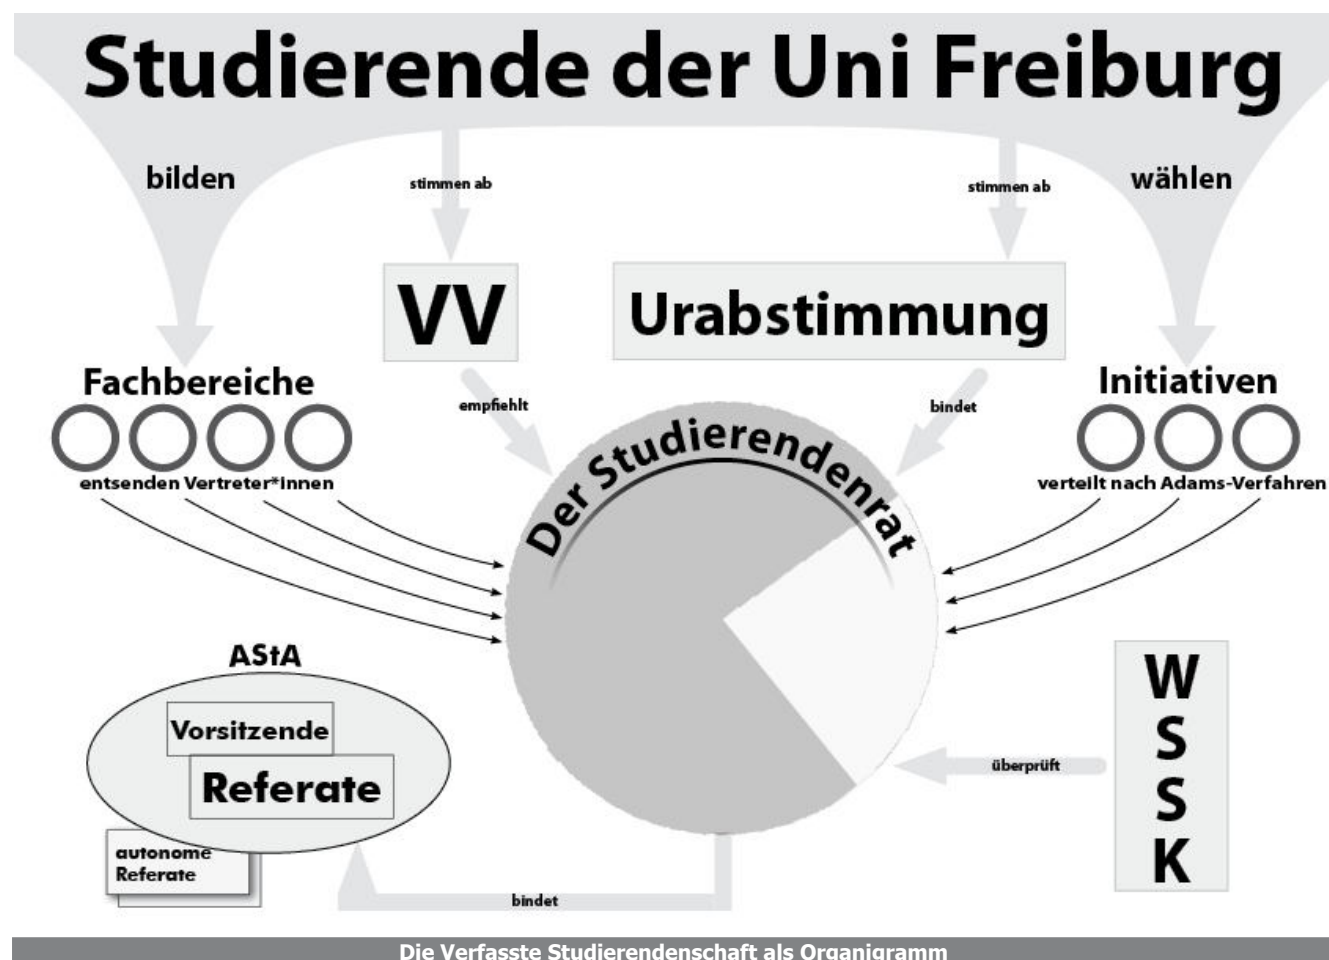 Studierende der Uni Freiburg
bilden
stimmen ab
stimmen ab
wählen
VV
Urabstimmung
Fachbereiche
Initiativen
empfiehlt
bindet
entsenden Vertreter*innen
verteilt nach Adams-Verfahren
Der Studierendenrat
AStA
Vorsitzende
Referate
autonome
Referate
bindet
überprüft
W
S
S
K
Die Verfasste Studierendenschaft als Organigramm